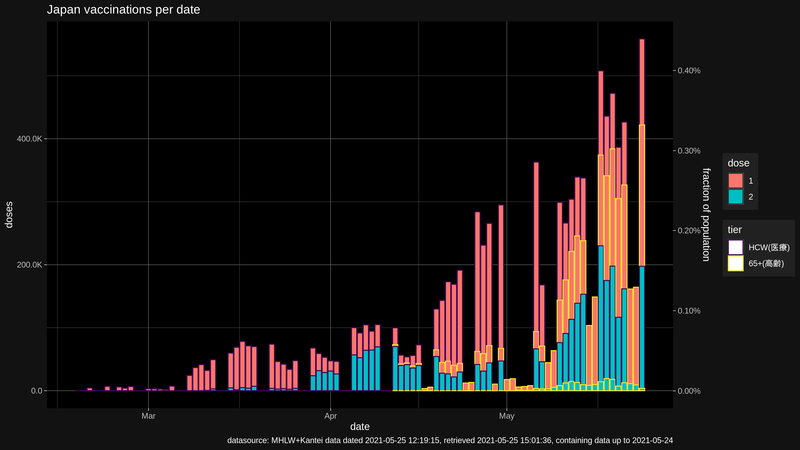 Japan vaccinations per date
doses
400.0K
200.0K
0.0
0.40%
0.30%
0.20%
0.10%
0.00%
fraction of population
Mar
Apr
May
date
dose
1
2
tier
HCW(医療)
65+(高齢)
datasource: MHLW+Kantei data dated 2021-05-25 12:19:15, retrieved 2021-05-25 15:01:36, containing data up to 2021-05-24